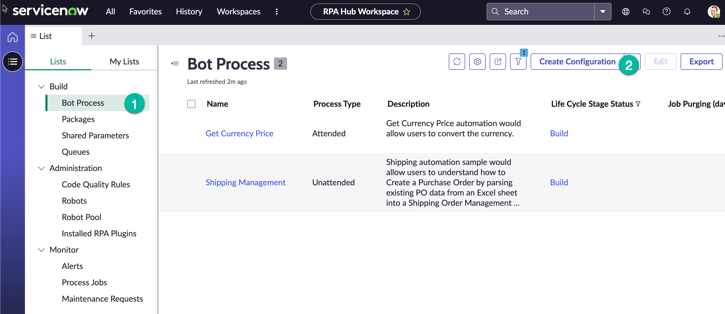 servicenow All Favorites History Workspaces RPA Hub Workspace Search
List
Lists My Lists
Build
Bot Process 1
Packages
Shared Parameters
Queues
Administration
Code Quality Rules
Robots
Robot Pool
Installed RPA Plugins
Monitor
Alerts
Process Jobs
Maintenance Requests
Bot Process 2
Last refreshed 2m ago
1
Create Configuration 2 Edit Export
Name Process Type Description Life Cycle Stage Status Job Purging (da
Get Currency Price Attended Get Currency Price automation would
allow users to convert the currency. Build
Shipping Management Unattended Shipping automation sample would
allow users to understand how to
Create a Purchase Order by parsing
existing PO data from an Excel sheet
into a Shipping Order Management ... Build